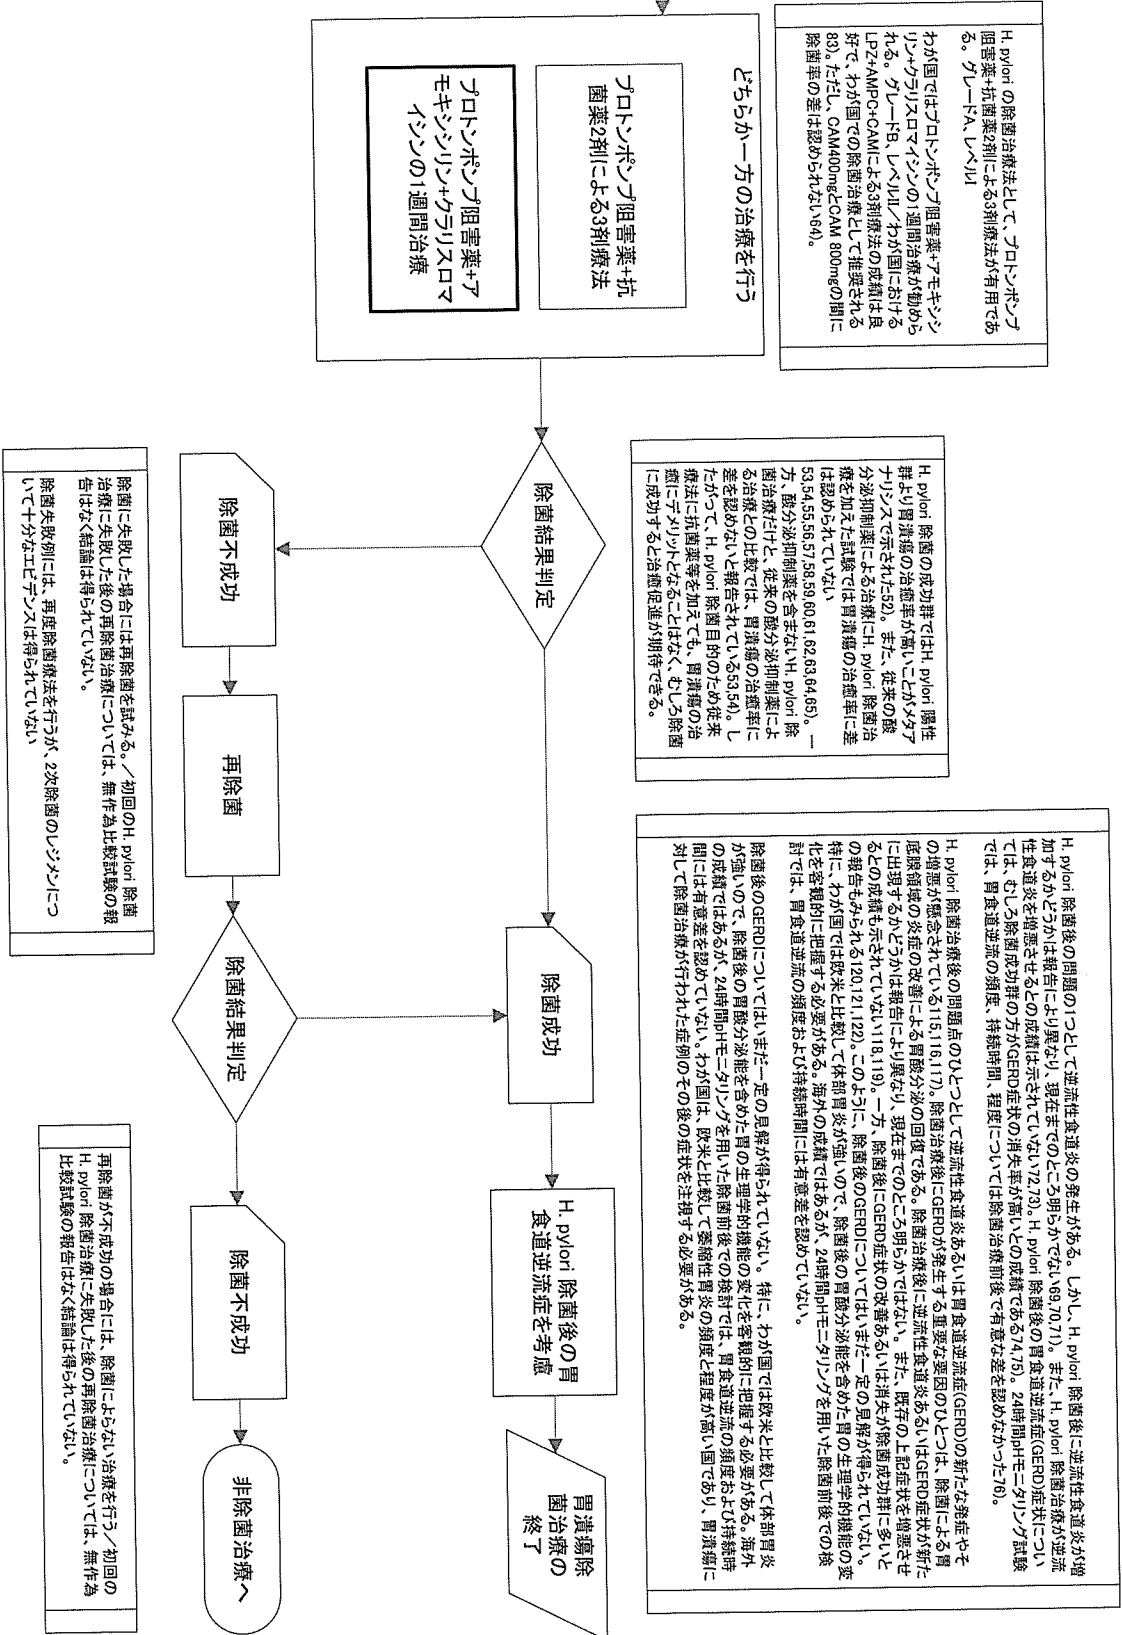 H. pylori の除菌治療法として、プロトンポンプ
阻害薬+抗菌薬2剤による3剤療法が有用であ
る。グレードA、レベルI
わが国ではプロトンポンプ阻害薬+アモキシシ
リン+クラリスロマイシンの1週間治療が勧めら
れる。グレードB、レベルII／わが国における
LPZ+AMPC+CAMによる3剤療法の成績は良
好で、わが国での除菌治療として推奨される
83)。ただし、CAM400mgとCAM 800mgの間に
除菌率の差は認められない64)。
どちらか一方の治療を行う
プロトンポンプ阻害薬+抗
菌薬2剤による3剤療法
プロトンポンプ阻害薬+ア
モキシシリン+クラリスロマ
イシンの1週間治療
H. pylori 除菌の成功群ではH. pylori 陽性
群より胃潰瘍の治癒率が高いことがメタア
ナリシスで示された52)。また、従来の酸
分泌抑制薬による治療にH. pylori 除菌治
療を加えた試験では胃潰瘍の治癒率に差
は認められていない
53,54,55,56,57,58,59,60,61,62,63,64,65)。一
方、酸分泌抑制薬を含まないH. pylori 除
菌治療だけと、従来の酸分泌抑制薬によ
る治療との比較では、胃潰瘍の治癒率に
差を認めないと報告されている53,54)。し
たがって、H. pylori 除菌目的のため従来
療法に抗菌薬等を加えても、胃潰瘍の治
癒にデメリットとなることはなく、むしろ除菌
に成功すると治癒促進が期待できる。
除菌結果判定
除菌不成功
再除菌
除菌に失敗した場合には再除菌を試みる。／初回のH. pylori 除菌
治療に失敗した後の再除菌治療については、無作為比較試験の報
告はなく結論は得られていない。
除菌失敗例には、再度除菌療法を行うが、2次除菌のレジメンにつ
いて十分なエビデンスは得られていない
H. pylori 除菌後の問題の1つとして逆流性食道炎の発生がある。しかし、H. pylori 除菌後に逆流性食道炎が増
加するかどうかは報告により異なり、現在までのところ明らかでない69,70,71)。また、H. pylori 除菌治療が逆流
性食道炎を増悪させるとの成績は示されていない72,73)。H. pylori 除菌後の胃食道逆流症(GERD)症状につい
ては、むしろ除菌成功群の方がGERD症状の消失率が高いとの成績である74,75)。24時間pHモニタリング試験
では、胃食道逆流の頻度、持続時間、程度については除菌治療前後で有意な差を認めなかった76)。
H. pylori 除菌治療後の問題点のひとつとして逆流性食道炎あるいは胃食道逆流症(GERD)の新たな発症やそ
の増悪が懸念されている115,116,117)。除菌治療後にGERDが発生する重要な要因のひとつは、除菌による胃
底腺領域の炎症の改善による胃酸分泌の回復である。除菌治療後に逆流性食道炎あるいはGERD症状が新た
に出現するかどうかは報告により異なり、現在までのところ明らかではない。また、既存の上記症状を増悪させ
るとの成績も示されていない118,119)。一方、除菌後にGERD症状の改善あるいは消失が除菌成功群に多いと
の報告もみられる120,121,122)。このように、除菌後のGERDについてはいまだ一定の見解が得られていない。
特に、わが国では欧米と比較して体部胃炎が強いので、除菌後の胃酸分泌能を含めた胃の生理学的機能の変
化を客観的に把握する必要がある。海外の成績ではあるが、24時間pHモニタリングを用いた除菌前後での検
討では、胃食道逆流の頻度および持続時間には有意差を認めていない。
除菌後のGERDについてはいまだ一定の見解が得られていない。特に、わが国では欧米と比較して体部胃炎
が強いので、除菌後の胃酸分泌能を含めた胃の生理学的機能の変化を客観的に把握する必要がある。海外
の成績ではあるが、24時間pHモニタリングを用いた除菌前後での検討では、胃食道逆流の頻度および持続時
間には有意差を認めていない。わが国は、欧米と比較して萎縮性胃炎の頻度と程度が高い国であり、胃潰瘍に
対して除菌治療が行われた症例のその後の症状を注視する必要がある。
除菌成功
H. pylori 除菌後の胃
食道逆流症を考慮
胃潰瘍除
菌治療の
終了
除菌結果判定
除菌不成功
非除菌治療へ
再除菌が不成功の場合には、除菌によらない治療を行う／初回の
H. pylori 除菌治療に失敗した後の再除菌治療については、無作為
比較試験の報告はなく結論は得られていない。